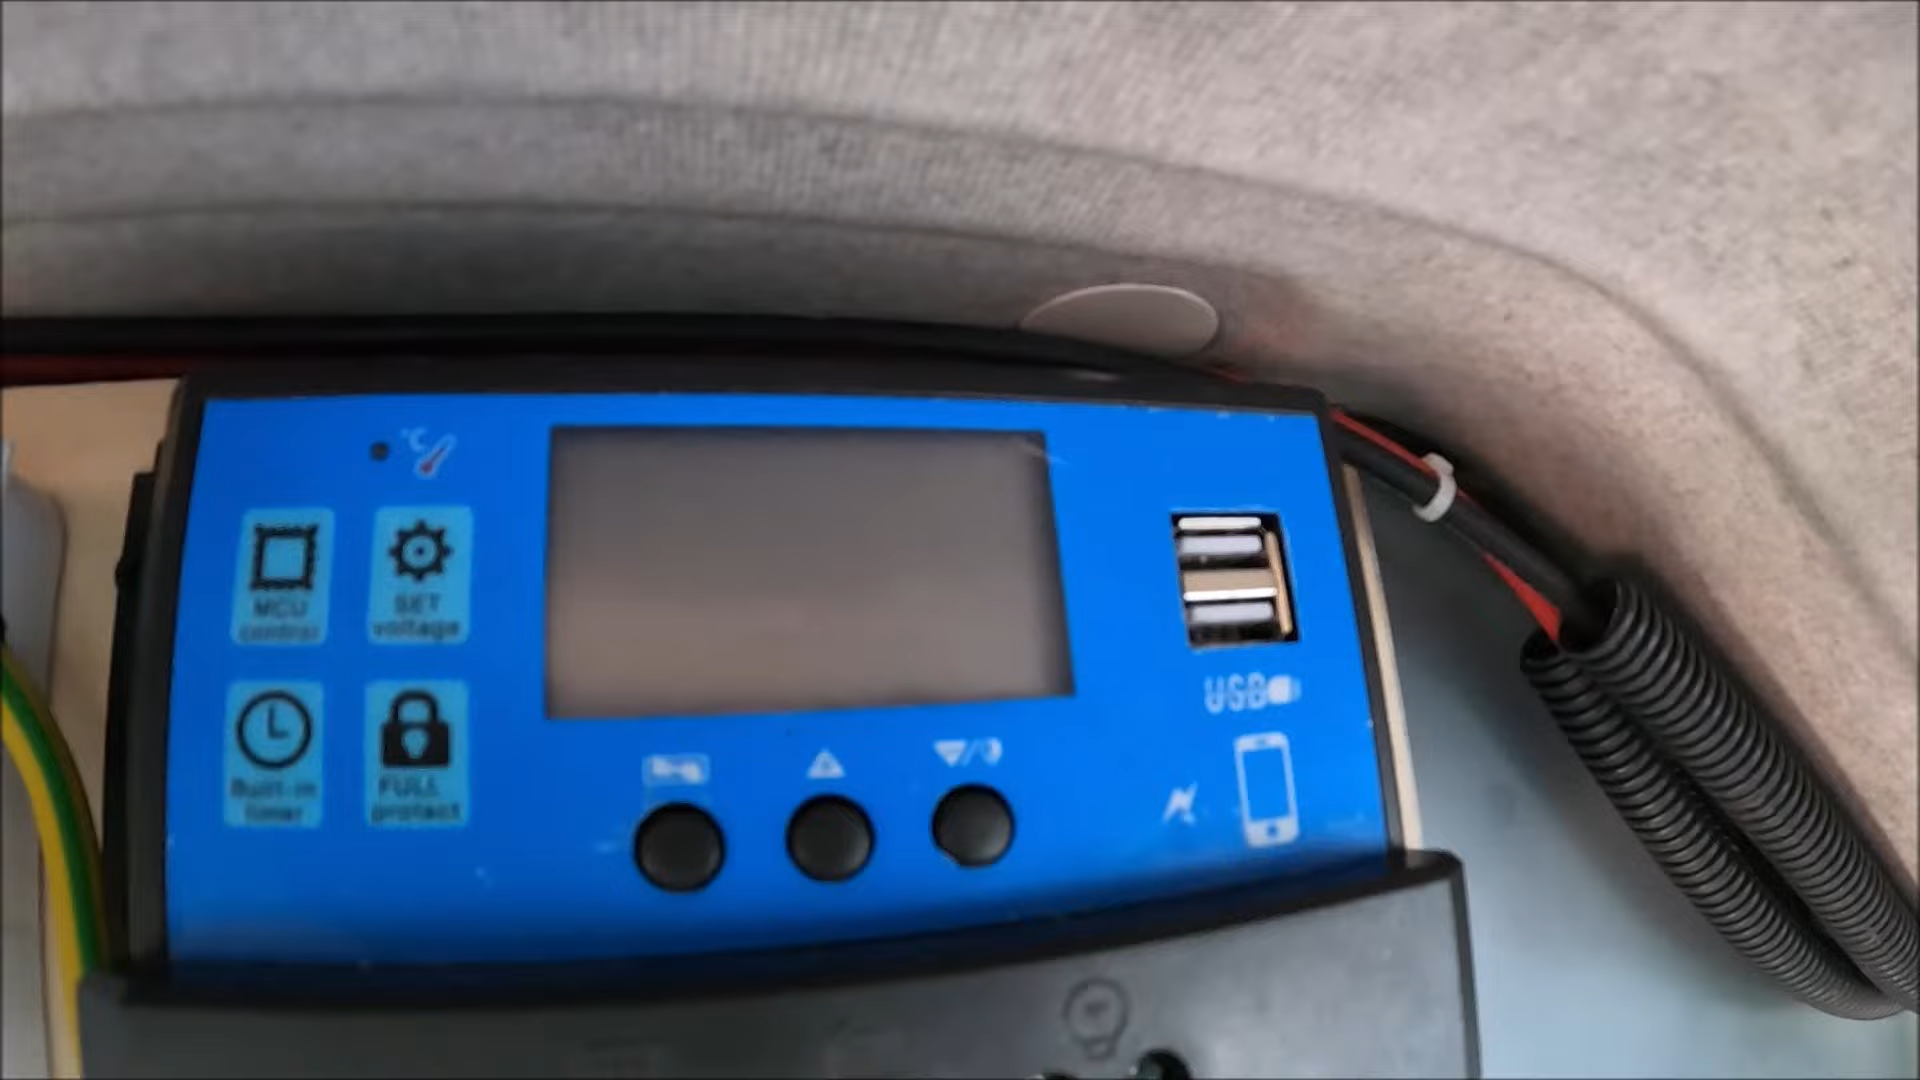 °C
MCU
control
SET
voltage
Built-in
timer
FULL
protect
USB